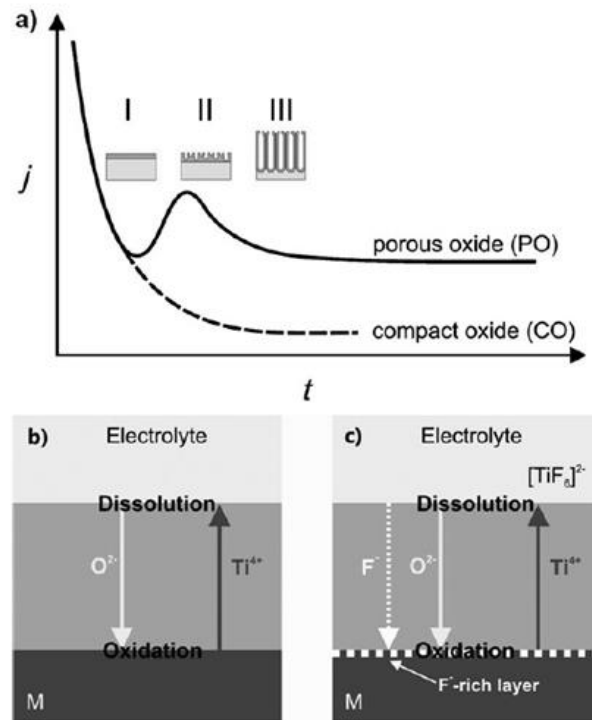 a)
I II III
j
porous oxide (PO)
compact oxide (CO)
t
b) Electrolyte
Dissolution
O²⁻ Ti⁴⁺
Oxidation
M
c) Electrolyte
[TiF₆]²⁻
Dissolution
F⁻ O²⁻ Ti⁴⁺
Oxidation
F⁻-rich layer
M